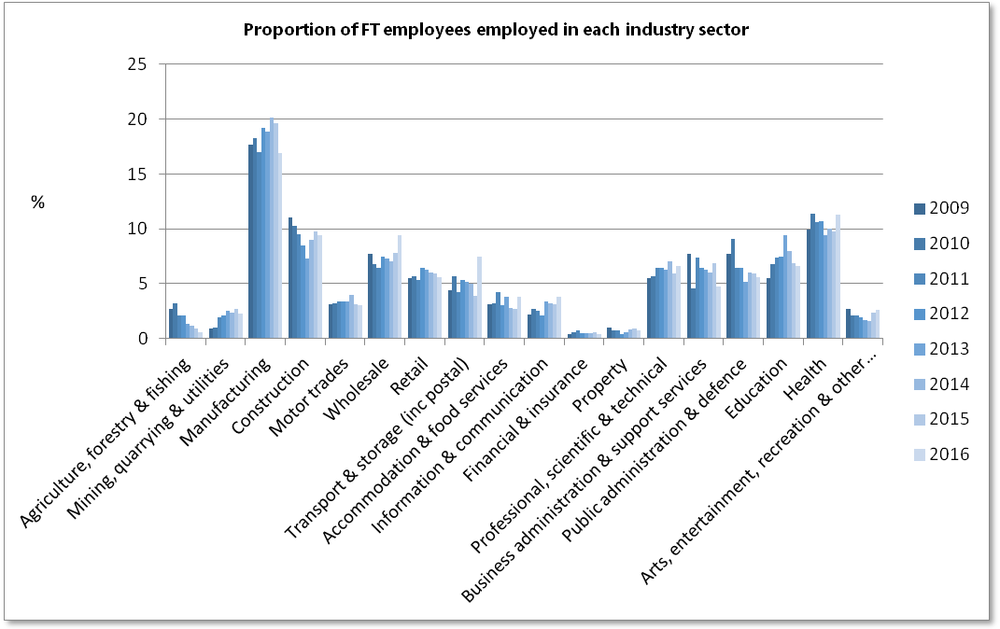 Proportion of FT employees employed in each industry sector
25
20
15
10
5
0
%
Agriculture, forestry & fishing
Mining, quarrying & utilities
Manufacturing
Construction
Motor trades
Wholesale
Retail
Transport & storage (inc postal)
Accommodation & food services
Information & communication
Financial & insurance
Property
Professional, scientific & technical
Business administration & support services
Public administration & defence
Education
Health
Arts, entertainment, recreation & other...
2009
2010
2011
2012
2013
2014
2015
2016